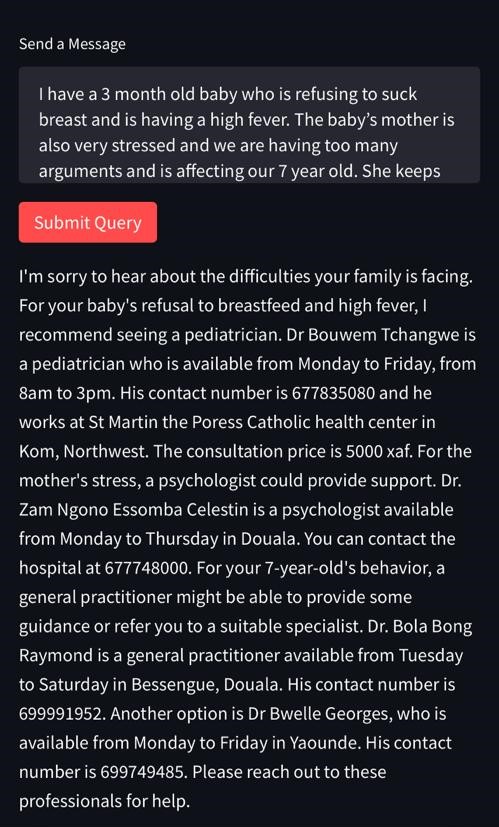 Send a Message
I have a 3 month old baby who is refusing to suck
breast and is having a high fever. The baby’s mother is
also very stressed and we are having too many
arguments and is affecting our 7 year old. She keeps
Submit Query
I'm sorry to hear about the difficulties your family is facing.
For your baby's refusal to breastfeed and high fever, I
recommend seeing a pediatrician. Dr Bouwem Tchangwe is
a pediatrician who is available from Monday to Friday, from
8am to 3pm. His contact number is 677835080 and he
works at St Martin the Poress Catholic health center in
Kom, Northwest. The consultation price is 5000 xaf. For the
mother's stress, a psychologist could provide support. Dr.
Zam Ngono Essomba Celestin is a psychologist available
from Monday to Thursday in Douala. You can contact the
hospital at 677748000. For your 7-year-old's behavior, a
general practitioner might be able to provide some
guidance or refer you to a suitable specialist. Dr. Bola Bong
Raymond is a general practitioner available from Tuesday
to Saturday in Bessengue, Douala. His contact number is
699991952. Another option is Dr Bwelle Georges, who is
available from Monday to Friday in Yaounde. His contact
number is 699749485. Please reach out to these
professionals for help.